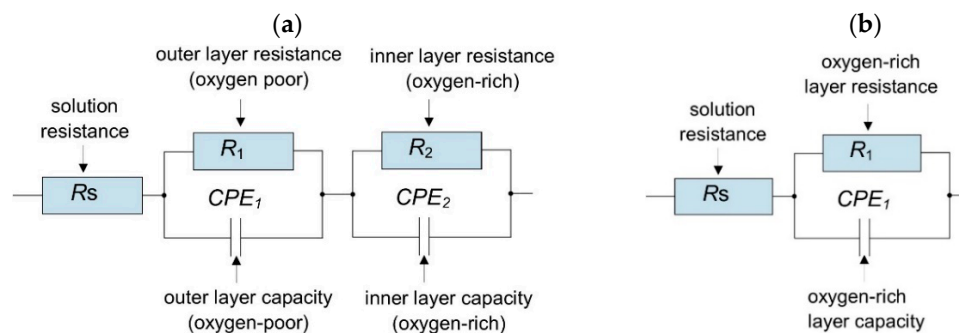 (a)
outer layer resistance
(oxygen poor)
inner layer resistance
(oxygen-rich)
solution
resistance
Rs
R1
R2
CPE1
CPE2
outer layer capacity
(oxygen-poor)
inner layer capacity
(oxygen-rich)
(b)
oxygen-rich
layer resistance
solution
resistance
Rs
R1
CPE1
oxygen-rich
layer capacity